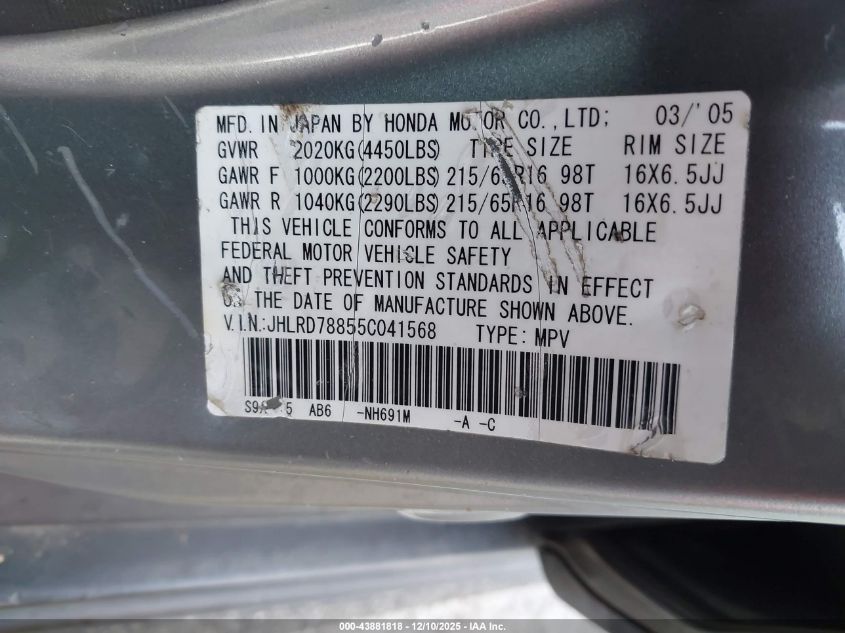 MFD. IN JAPAN BY HONDA MOTOR CO., LTD; 03/'05
GVWR 2020KG(4450LBS) TYPE SIZE RIM SIZE
GAWR F 1000KG(2200LBS) 215/65R16 98T 16X6.5JJ
GAWR R 1040KG(2290LBS) 215/65R16 98T 16X6.5JJ
THIS VEHICLE CONFORMS TO ALL APPLICABLE
FEDERAL MOTOR VEHICLE SAFETY
AND THEFT PREVENTION STANDARDS IN EFFECT
ON THE DATE OF MANUFACTURE SHOWN ABOVE.
V.I.N:JHLRD78855C041568 TYPE: MPV
AB6 -NH691M -A -C
000-43881818 - 12/10/2025 - IAA Inc.